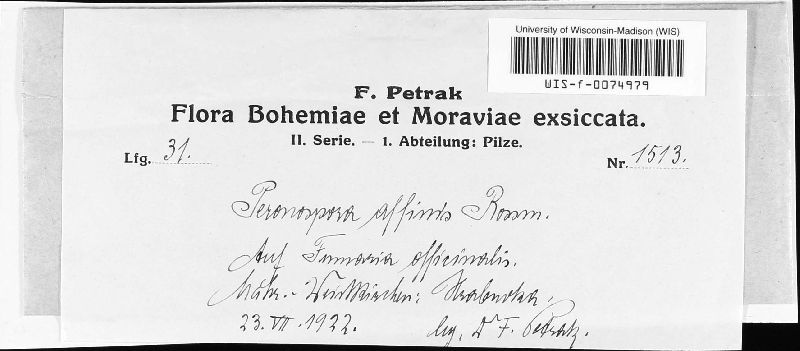 University of Wisconsin-Madison (WIS)
WIS-f-0074979
F. Petrak
Flora Bohemiae et Moraviae exsiccata.
II. Serie. — 1. Abteilung: Pilze.
Lfg. 31.
Nr. 1513.
Peronospora affinis Rossm.
Auf Fumaria officinalis.
Mähr.-Weisskirchen: Hrabuvka.
23. VII. 1922. leg. Dr F. Petrak.